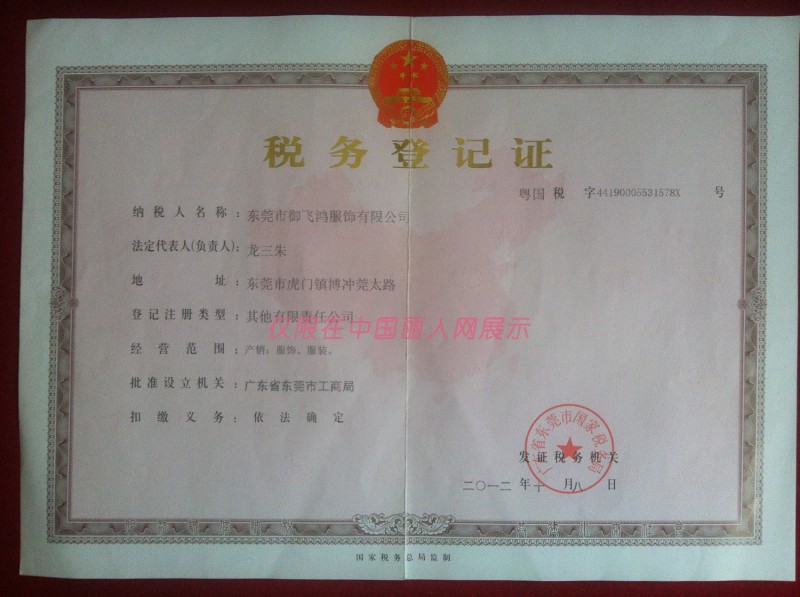 税务登记证
粤国 税 字44190005531578X 号
纳税人名称：东莞市御飞鸿服饰有限公司
法定代表人(负责人)：龙三朱
地 址：东莞市虎门镇博冲莞太路
登记注册类型：其他有限责任公司
仅限在中国丽人网展示
经营范围：产销：服饰、服装。
批准设立机关：广东省东莞市工商局
扣缴义务：依法确定
广东省东莞市国家税务局
发证税务机关
二〇一二 年 十 月 八 日
国家税务总局监制